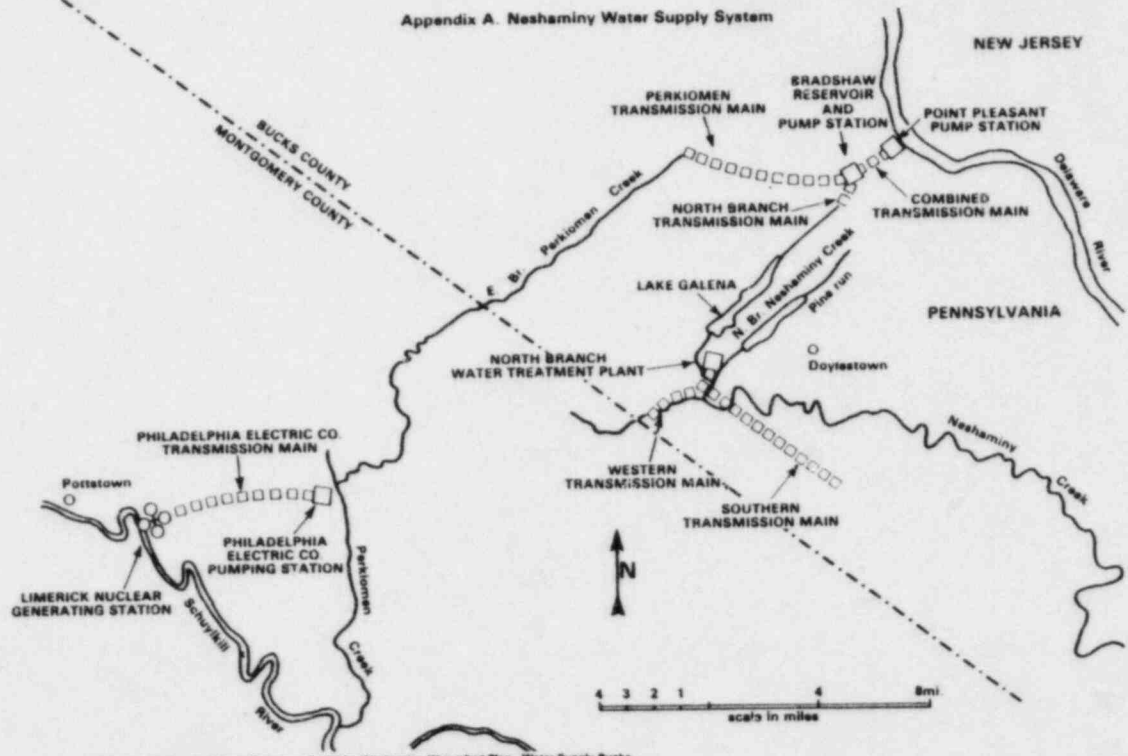 Appendix A. Neshaminy Water Supply System
NEW JERSEY
BRADSHAW
RESERVOIR
AND
PUMP STATION
PERKIOMEN
TRANSMISSION MAIN
POINT PLEASANT
PUMP STATION
BUCKS COUNTY
MONTGOMERY COUNTY
E. Br. Perkiomen Creek
NORTH BRANCH
TRANSMISSION MAIN
COMBINED
TRANSMISSION MAIN
Delaware
River
LAKE GALENA
N. Br. Neshaminy Creek
Pine run
PENNSYLVANIA
NORTH BRANCH
WATER TREATMENT PLANT
Doylestown
Neshaminy
Creek
PHILADELPHIA ELECTRIC CO.
TRANSMISSION MAIN
WESTERN
TRANSMISSION MAIN
Pottstown
SOUTHERN
TRANSMISSION MAIN
PHILADELPHIA
ELECTRIC CO.
PUMPING STATION
Perkiomen
Creek
LIMERICK NUCLEAR
GENERATING STATION
Schuylkill
River
N
4 3 2 1 4 8mi.
scale in miles
Water Supply